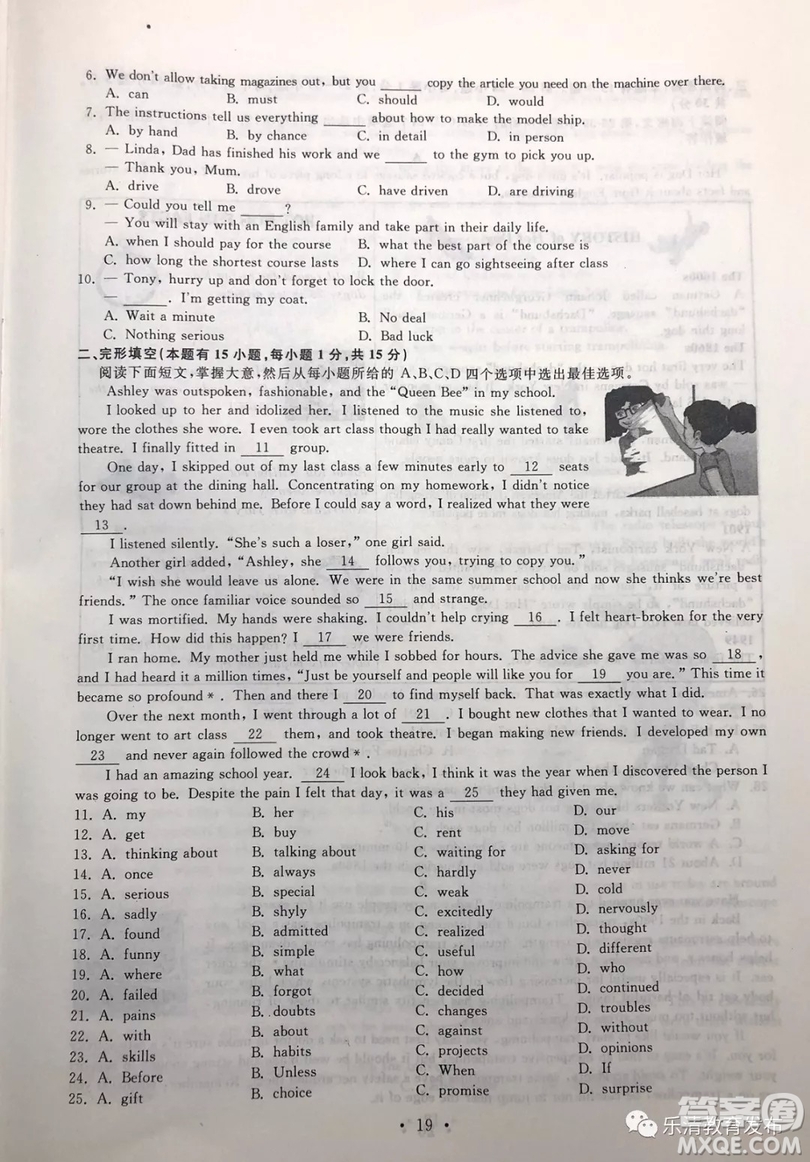 6. We don't allow taking magazines out, but you ______ copy the article you need on the machine over there.
A. can B. must C. should D. would
7. The instructions tell us everything ______ about how to make the model ship.
A. by hand B. by chance C. in detail D. in person
8. — Linda, Dad has finished his work and we ______ to the gym to pick you up.
— Thank you, Mum.
A. drive B. drove C. have driven D. are driving
9. — Could you tell me ______?
— You will stay with an English family and take part in their daily life.
A. when I should pay for the course B. what the best part of the course is
C. how long the shortest course lasts D. where I can go sightseeing after class
10. — Tony, hurry up and don't forget to lock the door.
— ______. I'm getting my coat.
A. Wait a minute B. No deal
C. Nothing serious D. Bad luck
二、完形填空(本题有 15 小题,每小题 1 分,共 15 分)
阅读下面短文,掌握大意,然后从每小题所给的 A、B、C、D 四个选项中选出最佳选项。
Ashley was outspoken, fashionable, and the “Queen Bee” in my school.
I looked up to her and idolized her. I listened to the music she listened to,
wore the clothes she wore. I even took art class though I had really wanted to take
theatre. I finally fitted in 11 group.
One day, I skipped out of my last class a few minutes early to 12 seats
for our group at the dining hall. Concentrating on my homework, I didn't notice
they had sat down behind me. Before I could say a word, I realized what they were
13 .
I listened silently. “She's such a loser,” one girl said.
Another girl added, “Ashley, she 14 follows you, trying to copy you.”
“I wish she would leave us alone. We were in the same summer school and now she thinks we're best
friends.” The once familiar voice sounded so 15 and strange.
I was mortified. My hands were shaking. I couldn't help crying 16 . I felt heart-broken for the very
first time. How did this happen? I 17 we were friends.
I ran home. My mother just held me while I sobbed for hours. The advice she gave me was so 18 ,
and I had heard it a million times, “Just be yourself and people will like you for 19 you are.” This time it
became so profound * . Then and there I 20 to find myself back. That was exactly what I did.
Over the next month, I went through a lot of 21 . I bought new clothes that I wanted to wear. I no
longer went to art class 22 them, and took theatre. I began making new friends. I developed my own
23 and never again followed the crowd * .
I had an amazing school year. 24 I look back, I think it was the year when I discovered the person I
was going to be. Despite the pain I felt that day, it was a 25 they had given me.
11. A. my B. her C. his D. our
12. A. get B. buy C. rent D. move
13. A. thinking about B. talking about C. waiting for D. asking for
14. A. once B. always C. hardly D. never
15. A. serious B. special C. weak D. cold
16. A. sadly B. shyly C. excitedly D. nervously
17. A. found B. admitted C. realized D. thought
18. A. funny B. simple C. useful D. different
19. A. where B. what C. how D. who
20. A. failed B. forgot C. decided D. continued
21. A. pains B. doubts C. changes D. troubles
22. A. with B. about C. against D. without
23. A. skills B. habits C. projects D. opinions
24. A. Before B. Unless C. When D. If
25. A. gift B. choice C. promise D. surprise
• 19 •
乐清教育发布
答案圈
MXQE.COM